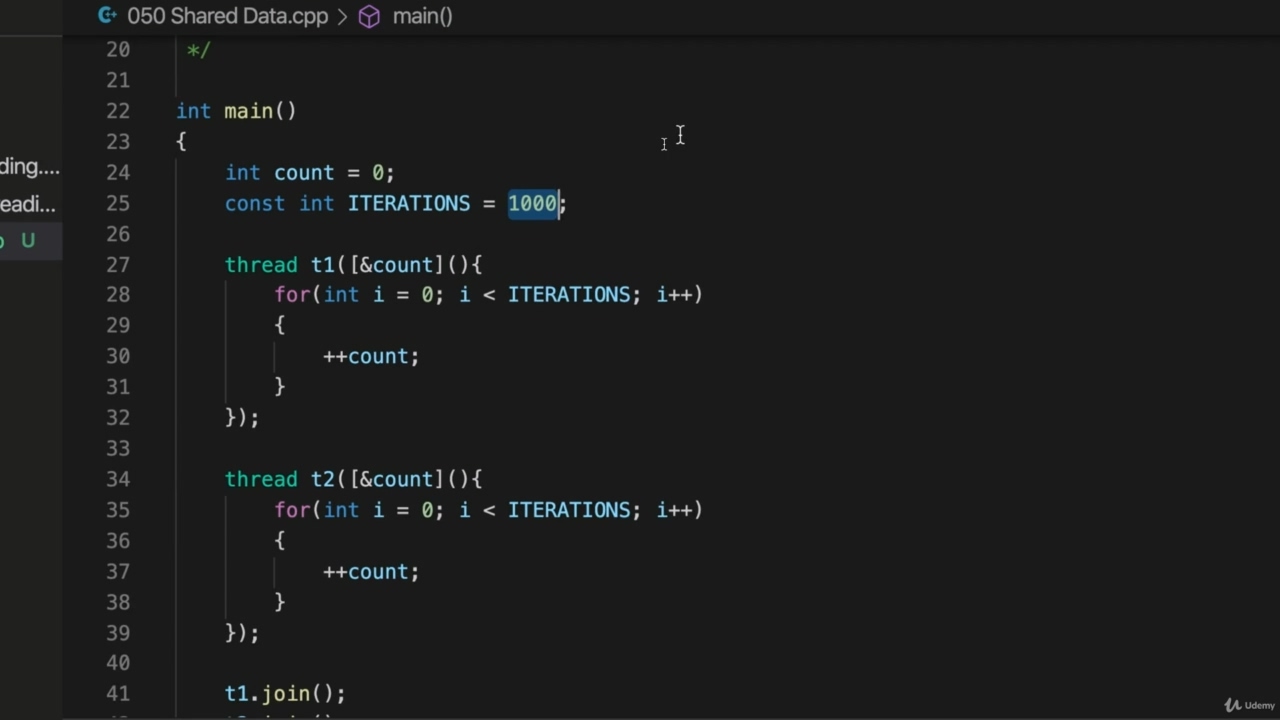 050 Shared Data.cpp > main()
20 */
21
22 int main()
23 {
24 int count = 0;
25 const int ITERATIONS = 1000;
26
27 thread t1([&count](){
28 for(int i = 0; i < ITERATIONS; i++)
29 {
30 ++count;
31 }
32 });
33
34 thread t2([&count](){
35 for(int i = 0; i < ITERATIONS; i++)
36 {
37 ++count;
38 }
39 });
40
41 t1.join();
ding....
eadi...
U
Udemy